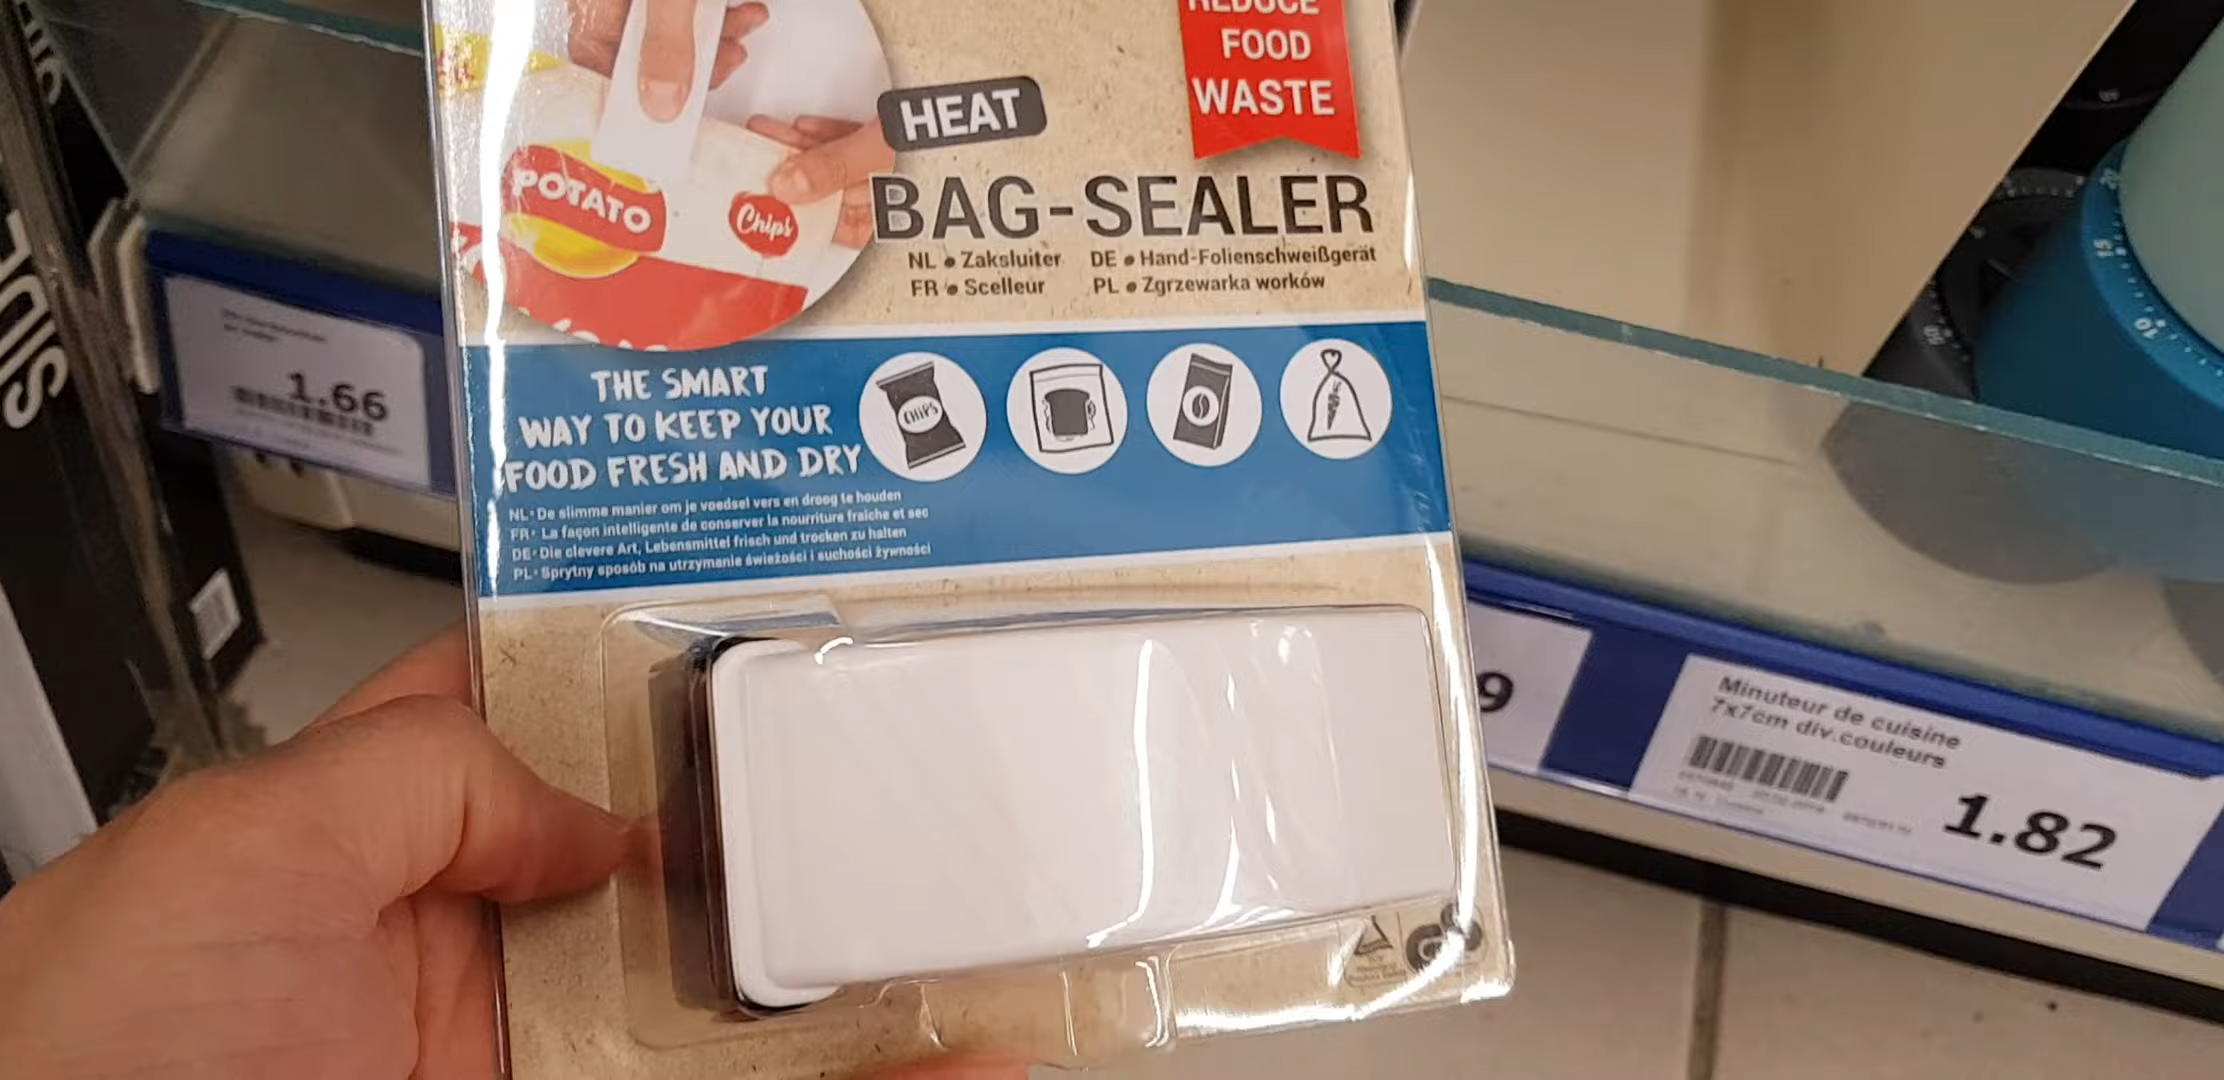 REDUCE
FOOD
WASTE
HEAT
BAG-SEALER
NL • Zaksluiter DE • Hand-Folienschweißgerät
FR • Scelleur PL • Zgrzewarka worków
POTATO
Chips
THE SMART
WAY TO KEEP YOUR
FOOD FRESH AND DRY
CHIPS
NL • De slimme manier om je voedsel vers en droog te houden
FR • La façon intelligente de conserver la nourriture fraîche et sec
DE • Die clevere Art, Lebensmittel frisch und trocken zu halten
PL • Sprytny sposób na utrzymanie świeżości i suchości żywności
1.66
9
Minuteur de cuisine
7x7cm div.couleurs
1.82
15
10